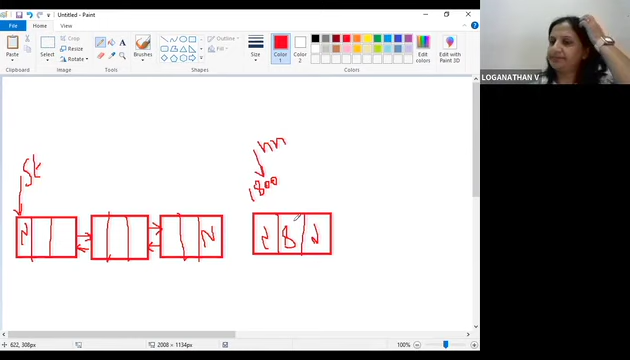 Untitled - Paint
File
Home
View
Paste
Clipboard
Select
Crop
Resize
Rotate
Image
Tools
Brushes
Shapes
Outline
Fill
Size
Color 1
Color 2
Colors
Edit colors
Edit with Paint 3D
LOGANATHAN V
St
nn
1800
N
N
8
622, 308px
2008 × 1134px
100%